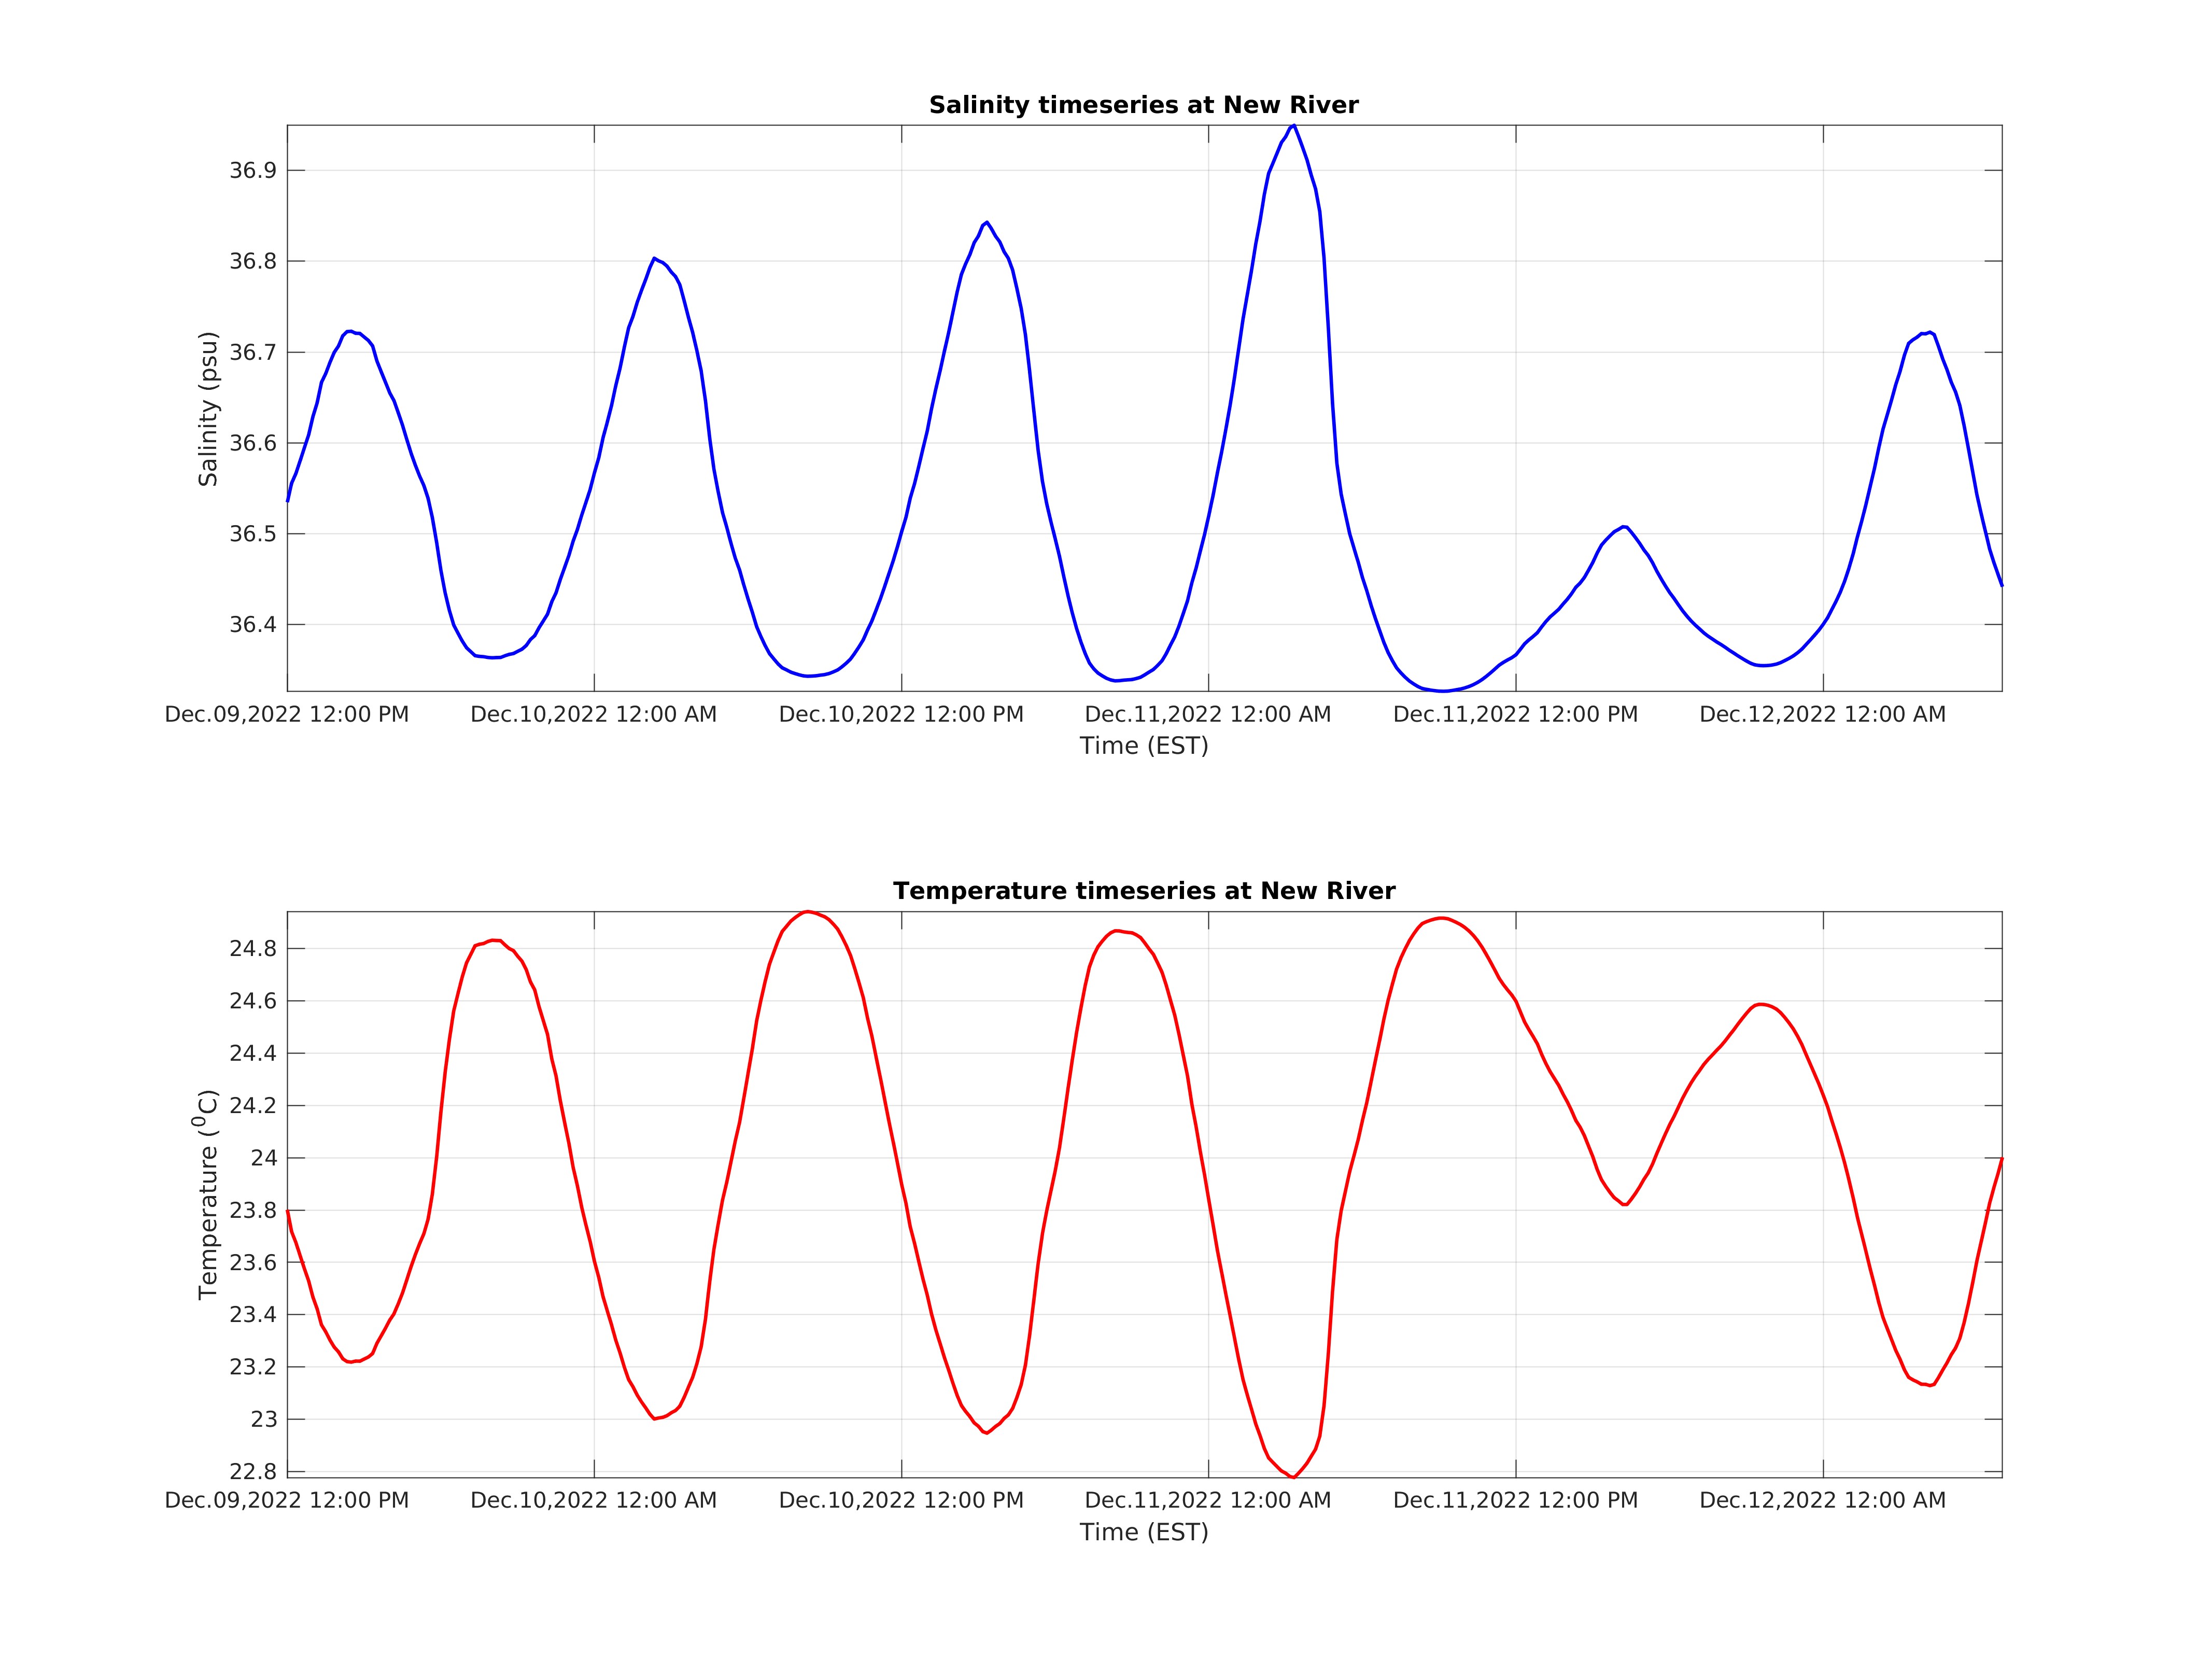 Salinity timeseries at New River
36.9
36.8
36.7
36.6
36.5
36.4
Salinity (psu)
Dec.09,2022 12:00 PM Dec.10,2022 12:00 AM Dec.10,2022 12:00 PM Dec.11,2022 12:00 AM Dec.11,2022 12:00 PM Dec.12,2022 12:00 AM
Time (EST)
Temperature timeseries at New River
24.8
24.6
24.4
24.2
24
23.8
23.6
23.4
23.2
23
22.8
Temperature (⁰C)
Dec.09,2022 12:00 PM Dec.10,2022 12:00 AM Dec.10,2022 12:00 PM Dec.11,2022 12:00 AM Dec.11,2022 12:00 PM Dec.12,2022 12:00 AM
Time (EST)